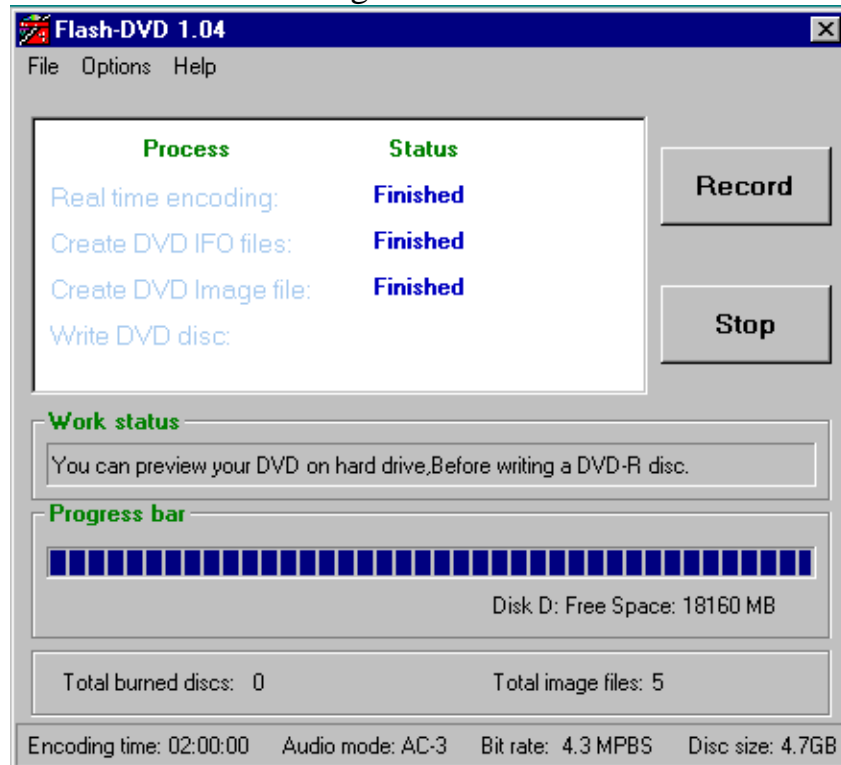 Flash-DVD 1.04
File Options Help
Process Status
Real time encoding: Finished
Create DVD IFO files: Finished
Create DVD Image file: Finished
Write DVD disc:
Record
Stop
Work status
You can preview your DVD on hard drive,Before writing a DVD-R disc.
Progress bar
Disk D: Free Space: 18160 MB
Total burned discs: 0 Total image files: 5
Encoding time: 02:00:00 Audio mode: AC-3 Bit rate: 4.3 MPBS Disc size: 4.7GB